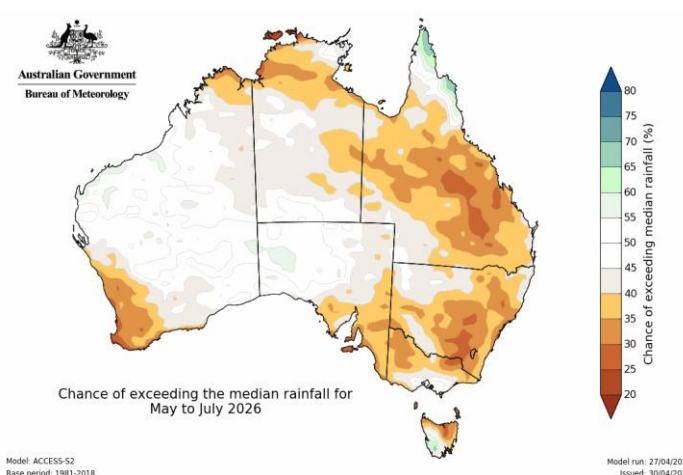 Australian Government
Bureau of Meteorology
80
75
70
65
60
55
50
45
40
35
30
25
20
Chance of exceeding median rainfall (%)
Chance of exceeding the median rainfall for
May to July 2026
Model: ACCESS-S2
Base period: 1981-2018
Model run: 27/04/20
Issued: 30/04/20